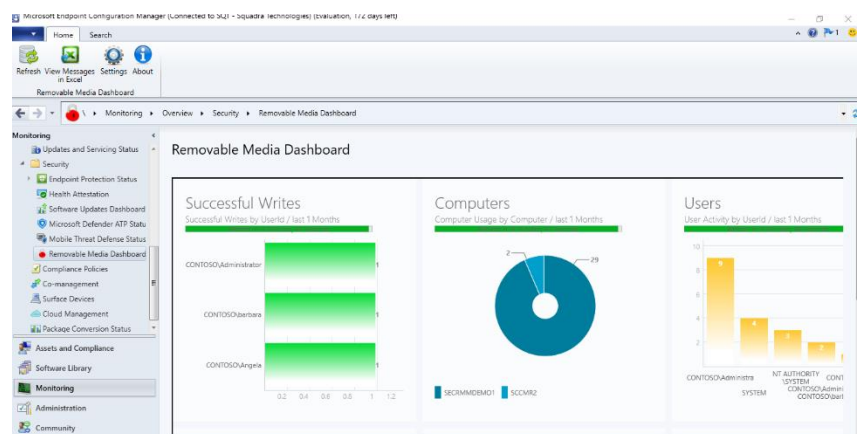 Microsoft Endpoint Configuration Manager (Connected to SQT - Squadra Technologies) (Evaluation, 172 days left)
Home Search
Refresh View Messages in Excel Settings About
Removable Media Dashboard
\ Monitoring Overview Security Removable Media Dashboard
Monitoring
Updates and Servicing Status
Security
Endpoint Protection Status
Health Attestation
Software Updates Dashboard
Microsoft Defender ATP Statu
Mobile Threat Defense Status
Removable Media Dashboard
Compliance Policies
Co-management
Surface Devices
Cloud Management
Package Conversion Status
Assets and Compliance
Software Library
Monitoring
Administration
Community
Removable Media Dashboard
Successful Writes
Successful Writes by UserId / last 1 Months
CONTOSO\Administrator 1
CONTOSO\barbara 1
CONTOSO\Angela 1
0.2 0.4 0.6 0.8 1 1.2
Computers
Computer Usage by Computer / last 1 Months
2 29
SECRMMDEMO1 SCCMR2
Users
User Activity by UserId / last 1 Months
10
8
6
4
2
9 4 3 2
CONTOSO\Administra
SYSTEM
NT AUTHORITY
\SYSTEM
CONTOSO\Admini
CONTOSO\bar
CONT